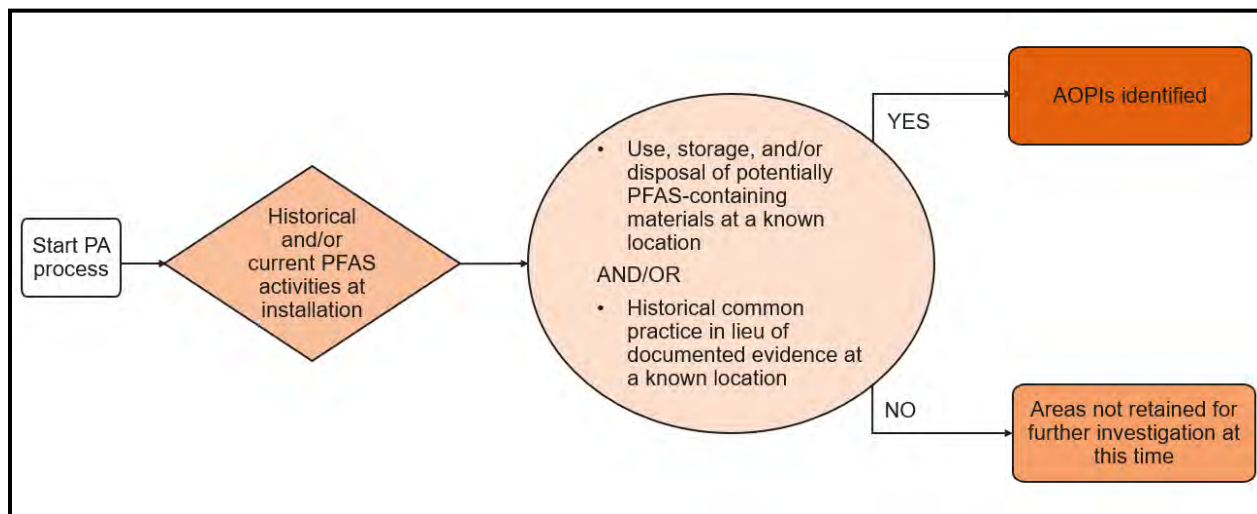 Start PA
process
Historical
and/or
current PFAS
activities at
installation
• Use, storage, and/or
disposal of potentially
PFAS-containing
materials at a known
location
AND/OR
• Historical common
practice in lieu of
documented evidence at
a known location
YES
AOPIs identified
NO
Areas not retained for
further investigation at
this time